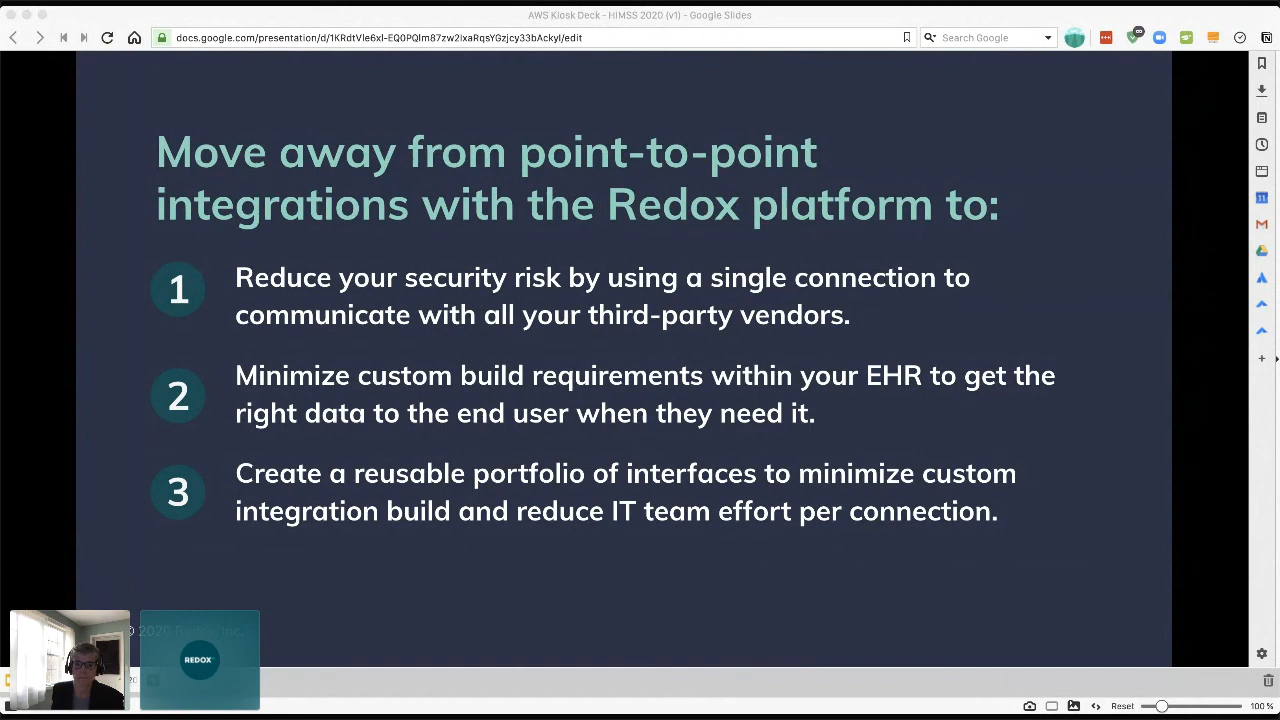 AWS Kiosk Deck - HIMSS 2020 (v1) - Google Slides
docs.google.com/presentation/d/1KRdtVIe6xI-EQ0PQIm87zw2IxaRqsYGzjcy33bAckyI/edit
Search Google
Move away from point-to-point
integrations with the Redox platform to:
1
Reduce your security risk by using a single connection to
communicate with all your third-party vendors.
2
Minimize custom build requirements within your EHR to get the
right data to the end user when they need it.
3
Create a reusable portfolio of interfaces to minimize custom
integration build and reduce IT team effort per connection.
© 2020 Redox, Inc.
REDOX
Reset
100 %